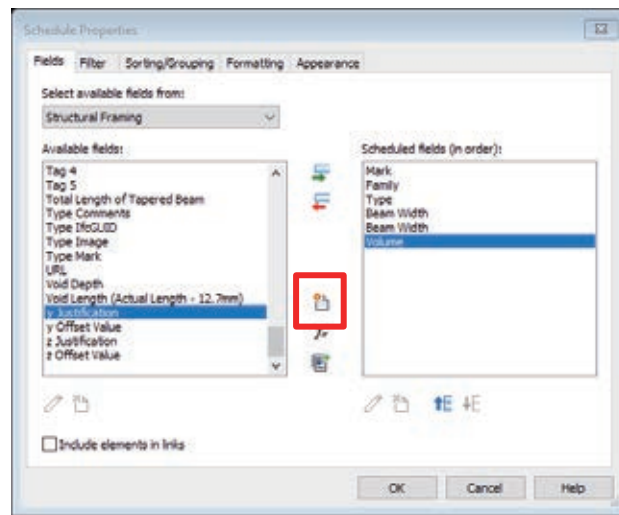 Schedule Properties
Fields Filter Sorting/Grouping Formatting Appearance
Select available fields from:
Structural Framing
Available fields: Scheduled fields (in order):
Tag 4
Tag 5
Total Length of Tapered Beam
Type Comments
Type IfcGUID
Type Image
Type Mark
URL
Void Depth
Void Length (Actual Length - 12.7mm)
y Justification
y Offset Value
z Justification
z Offset Value
Mark
Family
Type
Beam Width
Beam Width
Volume
Include elements in links
OK Cancel Help